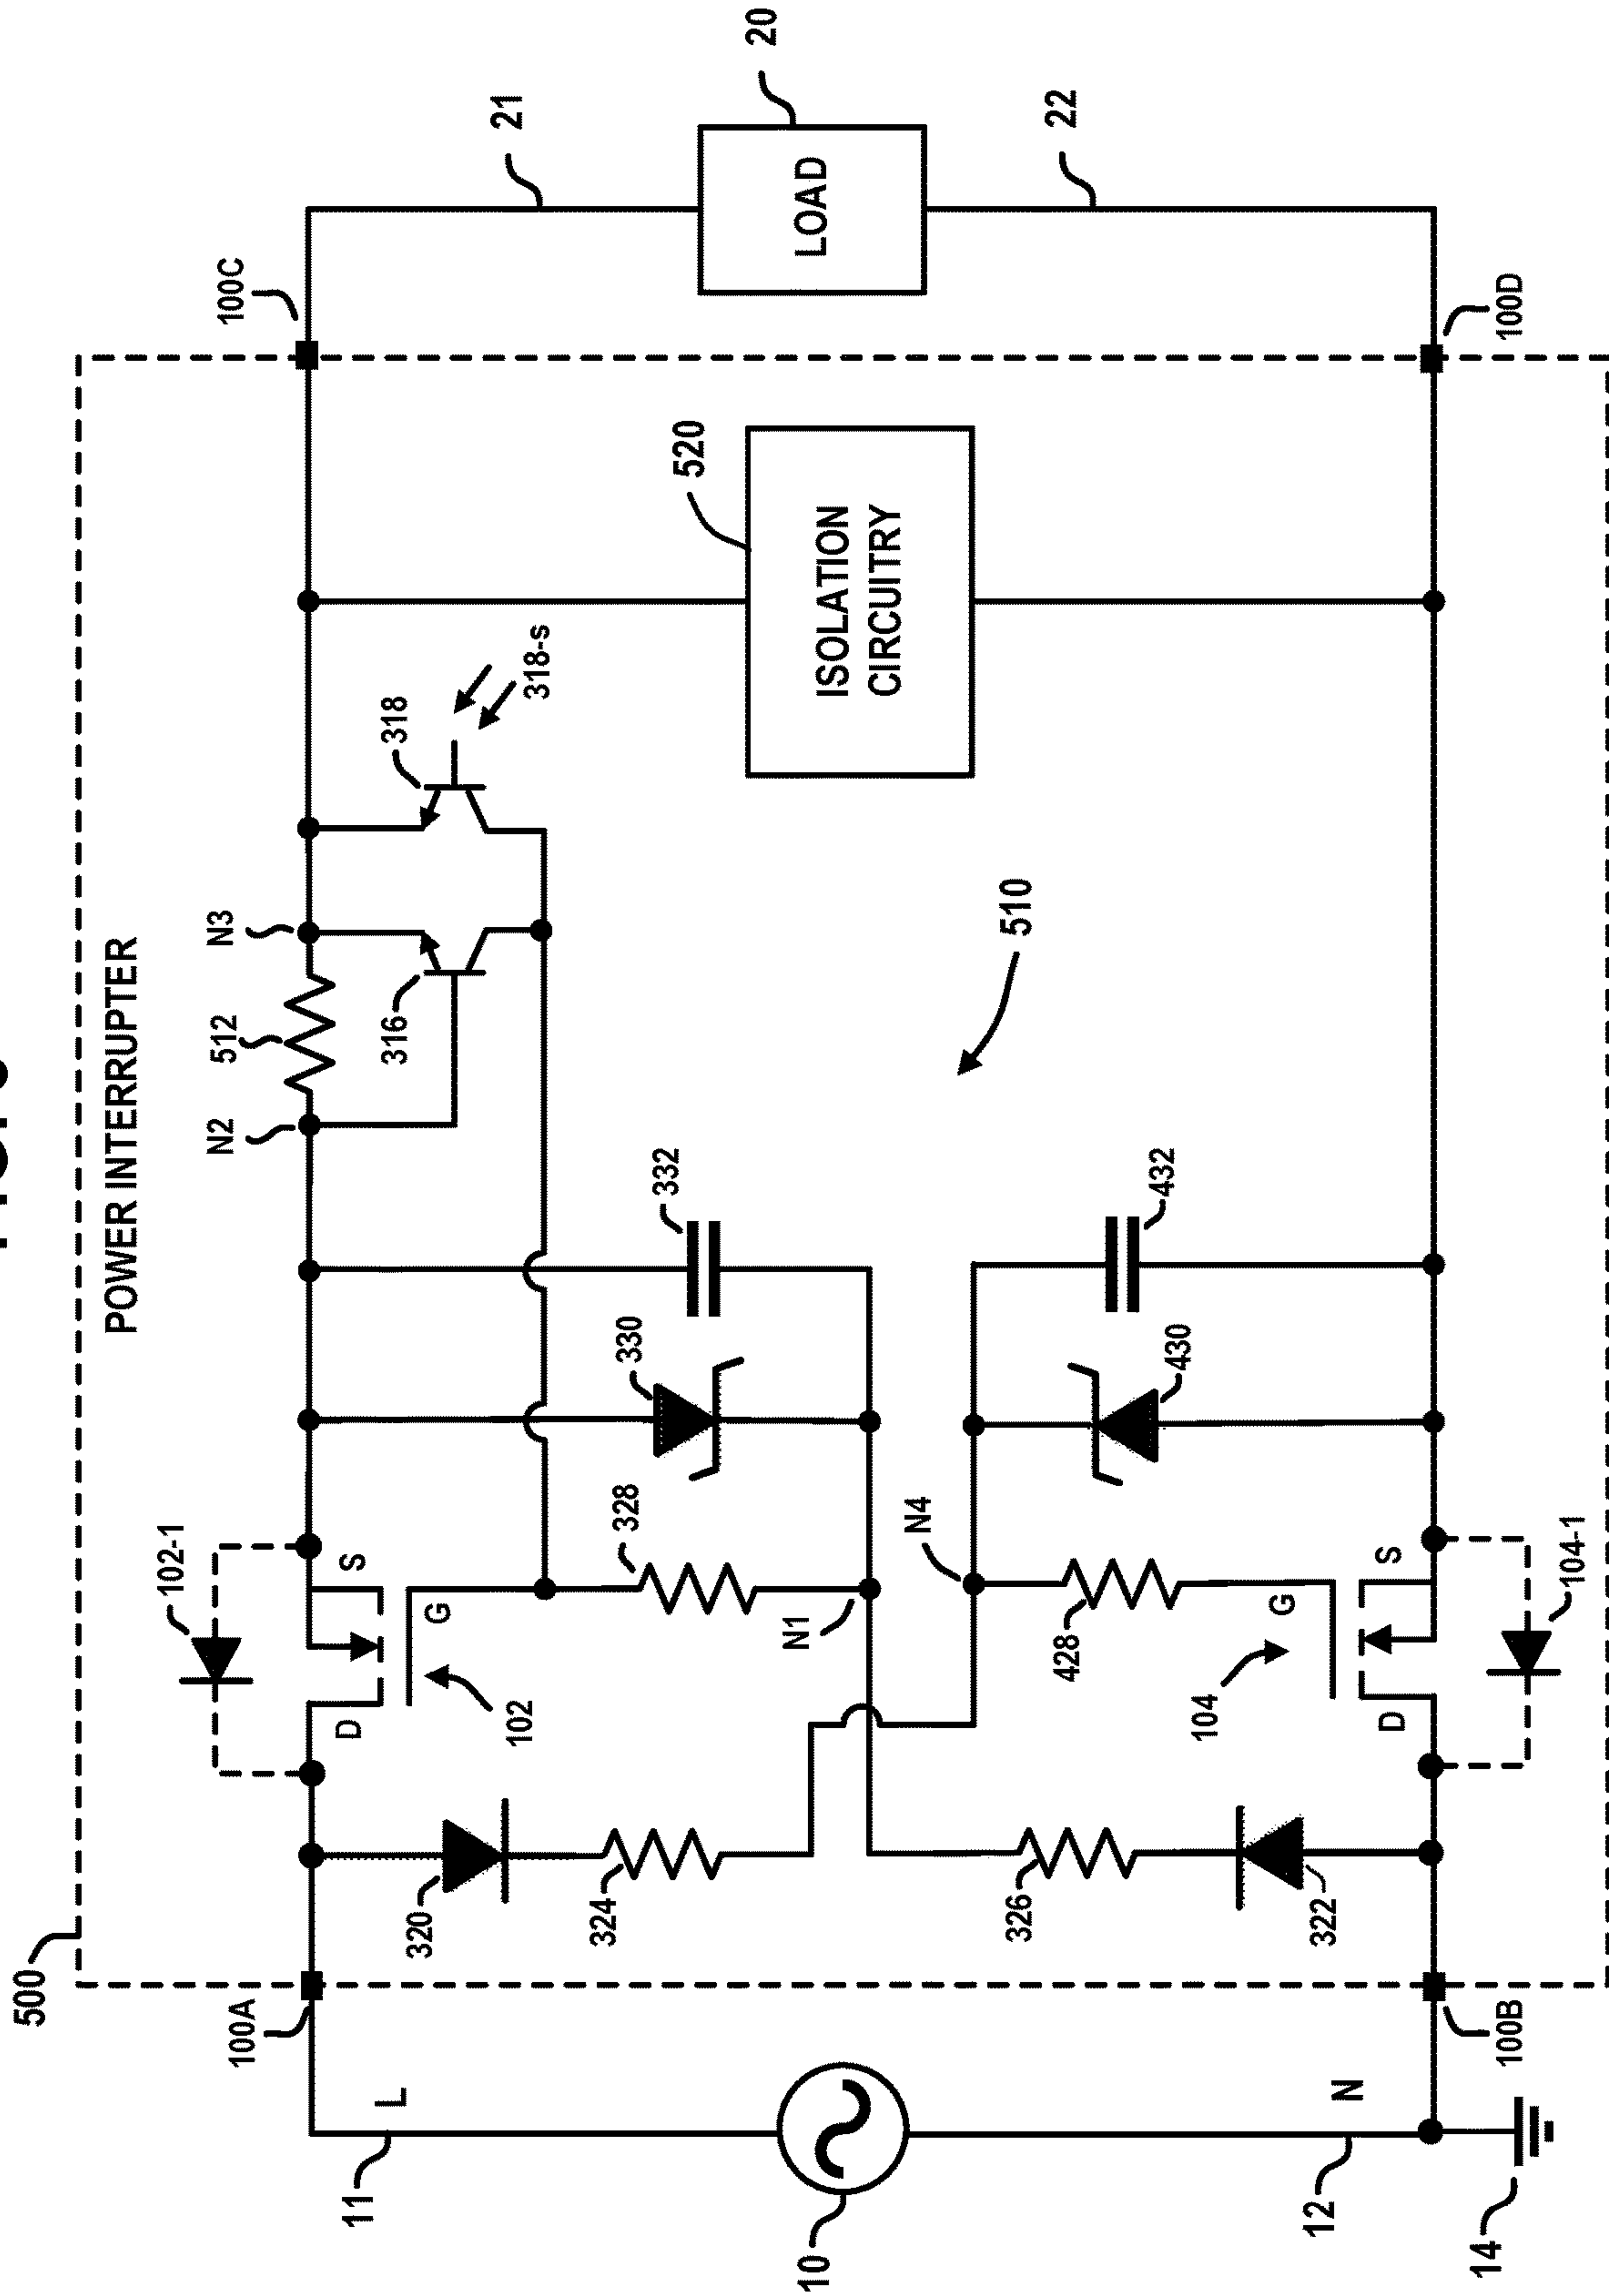 500
POWER INTERRUPTER
11
L
10
12
N
14
100A
100B
320
324
326
322
102-1
D
S
G
102
N1
328
330
332
N4
428
G
104
D
S
104-1
430
432
N2
512
N3
316
318
318-s
510
520
ISOLATION
CIRCUITRY
100C
100D
21
LOAD
20
22